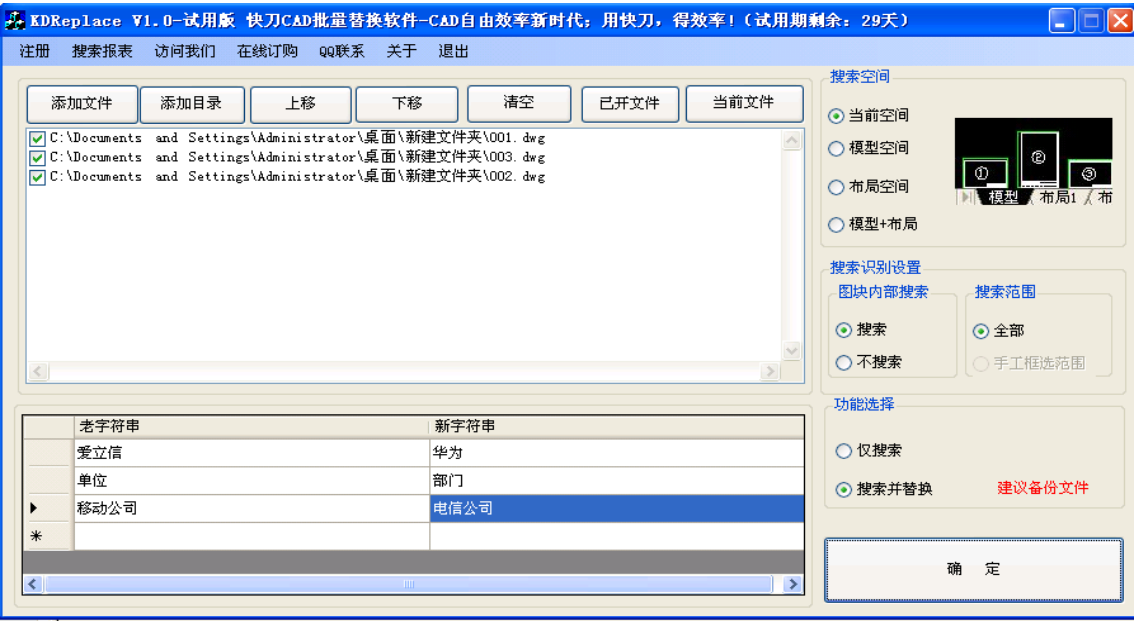 KDReplace V1.0-试用版 快刀CAD批量替换软件-CAD自由效率新时代；用快刀，得效率！(试用期剩余：29天)
注册 搜索报表 访问我们 在线订购 QQ联系 关于 退出
添加文件 添加目录 上移 下移 清空 已开文件 当前文件
C:\Documents and Settings\Administrator\桌面\新建文件夹\001.dwg
C:\Documents and Settings\Administrator\桌面\新建文件夹\003.dwg
C:\Documents and Settings\Administrator\桌面\新建文件夹\002.dwg
老字符串 新字符串
爱立信 华为
单位 部门
移动公司 电信公司
搜索空间
当前空间
模型空间
布局空间
模型+布局
① ② ③
模型 布局1 布
搜索识别设置
图块内部搜索 搜索范围
搜索 全部
不搜索 手工框选范围
功能选择
仅搜索
搜索并替换 建议备份文件
确 定